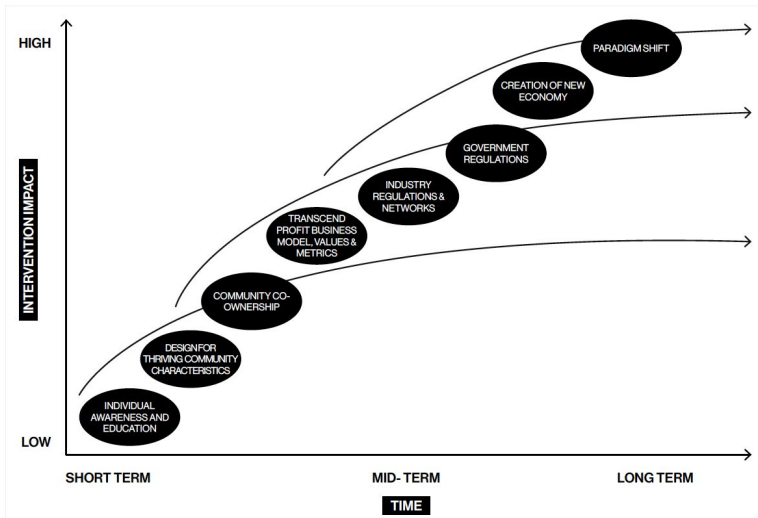 HIGH
PARADIGM SHIFT
CREATION OF NEW
ECONOMY
GOVERNMENT
REGULATIONS
INDUSTRY
REGULATIONS &
NETWORKS
TRANSCEND
PROFIT BUSINESS
MODEL, VALUES &
METRICS
COMMUNITY CO-
OWNERSHIP
DESIGN FOR
THRIVING COMMUNITY
CHARACTERISTICS
INDIVIDUAL
AWARENESS AND
EDUCATION
INTERVENTION IMPACT
LOW
SHORT TERM
MID- TERM
LONG TERM
TIME